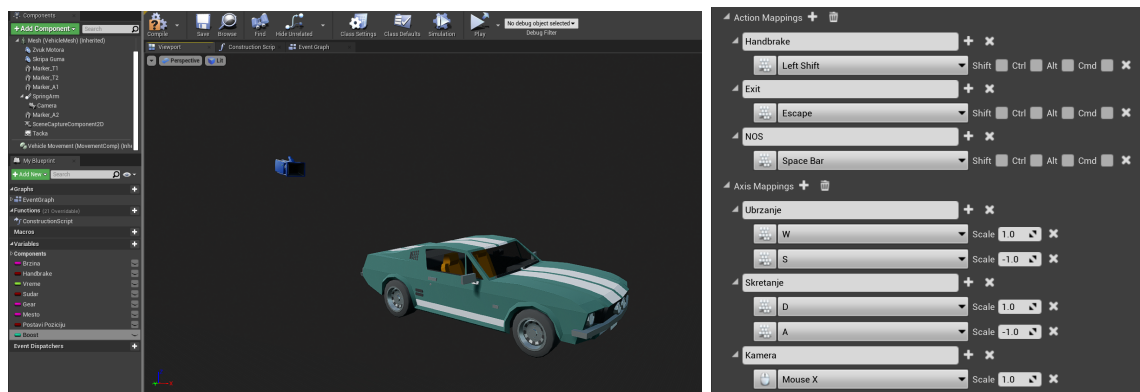 Components
+ Add Component
Search
Mesh (VehicleMesh) (Inherited)
Zvuk Motora
Skripa Guma
Marker_T1
Marker_T2
Marker_A1
SpringArm
Camera
Marker_A2
SceneCaptureComponent2D
Tacka
Vehicle Movement (MovementComp) (Inhe
My Blueprint
+ Add New
Search
Graphs
EventGraph
Functions (31 Overridable)
ConstructionScript
Macros
Variables
Components
Brzina
Handbrake
Vreme
Sudar
Gear
Mesto
Postavi Poziciju
Boost
Event Dispatchers
Compile
Save
Browse
Find
Hide Unrelated
Class Settings
Class Defaults
Simulation
Play
No debug object selected
Debug Filter
Viewport
Construction Scrip
Event Graph
Perspective
Lit
Action Mappings
Handbrake
Left Shift Shift Ctrl Alt Cmd
Exit
Escape Shift Ctrl Alt Cmd
NOS
Space Bar Shift Ctrl Alt Cmd
Axis Mappings
Ubrzanje
W Scale 1.0
S Scale -1.0
Skretanje
D Scale 1.0
A Scale -1.0
Kamera
Mouse X Scale 1.0